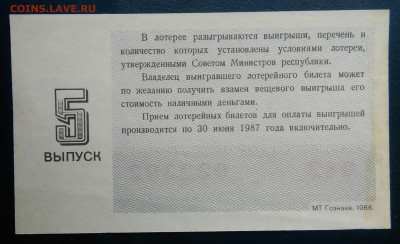 COINS.LAV.RU
В лотерее разыгрываются выигрыши, перечень и
количество которых установлены условиями лотереи,
утвержденными Советом Министров республики.
Владелец выигравшего лотерейного билета может
по желанию получить взамен вещевого выигрыша его
стоимость наличными деньгами.
Прием лотерейных билетов для оплаты выигрышей
производится по 30 июня 1987 года включительно.
5
ВЫПУСК
МТ Гознака. 1986.